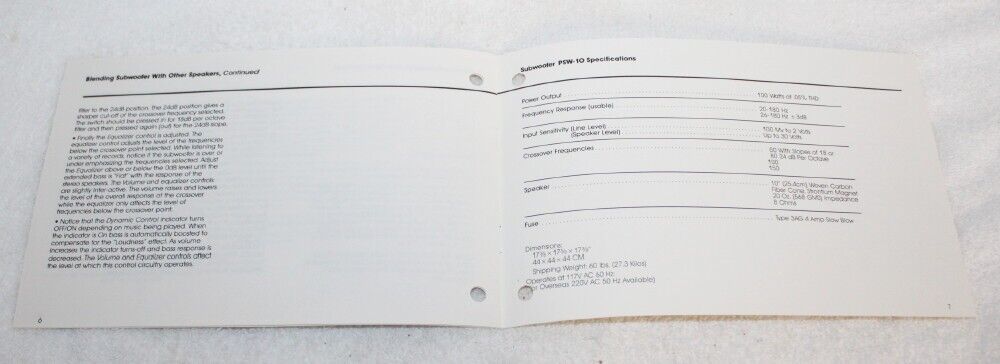 Blending Subwoofer With Other Speakers, Continued
filter to the 24dB position. The 24dB position gives a
sharper cut-off of the crossover frequency selected.
The switch should be pressed in for 18dB per octave
filter and then pressed again (out) for the 24dB slope.
• Finally the Equalizer control is adjusted. The
equalizer control adjusts the level of the frequencies
below the crossover point selected. While listening to
a variety of records, notice if the subwoofer is over or
under emphasizing the frequencies selected. Adjust
the Equalizer above or below the 0dB level until the
extended bass is "Flat" with the response of the
stereo speakers. The Volume and equalizer controls
are slightly inter-active. The volume raises and lowers
the level of the overall response at the crossover
while the equalizer only affects the level of
frequencies below the crossover point.
• Notice that the Dynamic Control indicator turns
OFF/ON depending on music being played. When
the indicator is On bass is automatically boosted to
compensate for the "Loudness" effect. As volume
increases the indicator turns-off and bass response is
decreased. The Volume and Equalizer controls affect
the level at which this control circuitry operates.
6
Subwoofer PSW-10 Specifications
Power Output 100 Watts at .05% THD
Frequency Response (usable) 20-180 Hz
26-180 Hz ± 3dB
Input Sensitivity (Line Level) 100 Mv to 2 Volts
(Speaker Level) Up to 30 Volts
Crossover Frequencies 60 With Slopes of 18 or
80 24 dB Per Octave
100
150
Speaker 10" (25.4cm), Woven Carbon
Fiber Cone, Strontium Magnet
20 Oz. (568 GMS), Impedance
8 Ohms
Fuse Type 3AG 4 Amp Slow Blow
Dimensions:
44 × 44 × 44 CM.
Shipping Weight: 60 lbs. (27.3 Kilos)
Operates at 117V AC 60 Hz
For Overseas 220V AC 50 Hz Available)
7